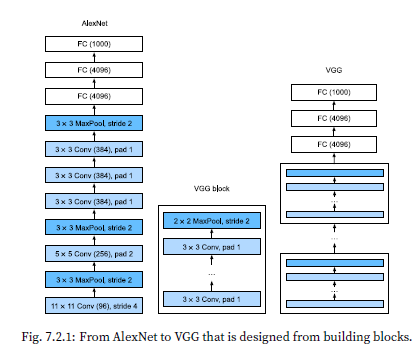 AlexNet
FC (1000)
FC (4096)
FC (4096)
3 × 3 MaxPool, stride 2
3 × 3 Conv (384), pad 1
3 × 3 Conv (384), pad 1
3 × 3 Conv (384), pad 1
3 × 3 MaxPool, stride 2
5 × 5 Conv (256), pad 2
3 × 3 MaxPool, stride 2
11 × 11 Conv (96), stride 4
VGG block
2 × 2 MaxPool, stride 2
3 × 3 Conv, pad 1
...
3 × 3 Conv, pad 1
VGG
FC (1000)
FC (4096)
FC (4096)
...
...
...
Fig. 7.2.1: From AlexNet to VGG that is designed from building blocks.